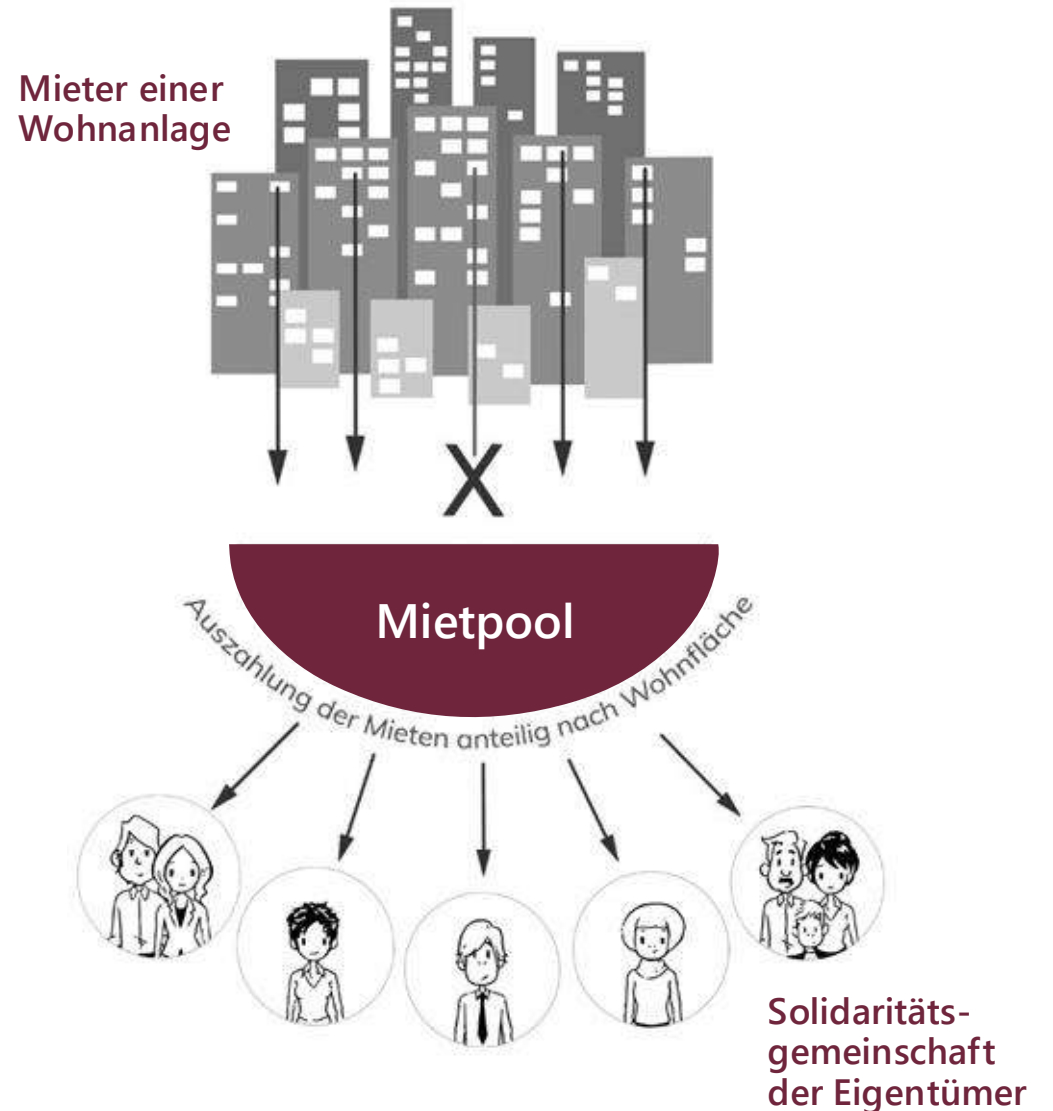 Mieter einer
Wohnanlage
X
Mietpool
Auszahlung der Mieten anteilig nach Wohnfläche
Solidaritäts-
gemeinschaft
der Eigentümer